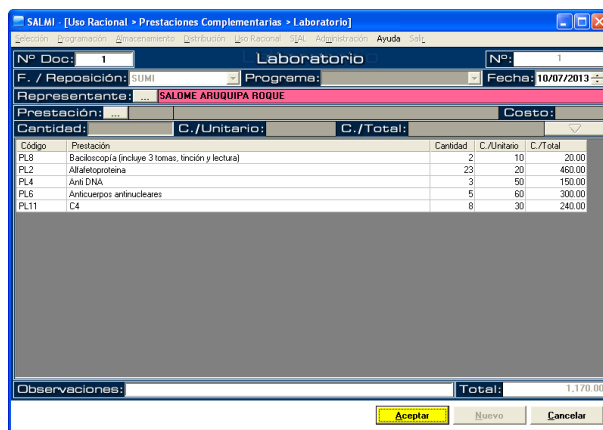 SALMI - [Uso Racional > Prestaciones Complementarias > Laboratorio]
Selección Programación Almacenamiento Distribución Uso Racional SIAL Administración Ayuda Salir
Nº Doc: 1 Laboratorio Nº: 1
F. / Reposición: SUMI Programa: Fecha: 10/07/2013
Representante: ... SALOME ARUQUIPA ROQUE
Prestación: ... Costo:
Cantidad: C./Unitario: C./Total:
Código Prestación Cantidad C./Unitario C./Total
PL8 Baciloscopía (incluye 3 tomas, tinción y lectura) 2 10 20.00
PL2 Alfafetoproteina 23 20 460.00
PL4 Anti DNA 3 50 150.00
PL6 Anticuerpos antinucleares 5 60 300.00
PL11 C4 8 30 240.00
Observaciones: Total: 1,170.00
Aceptar Nuevo Cancelar